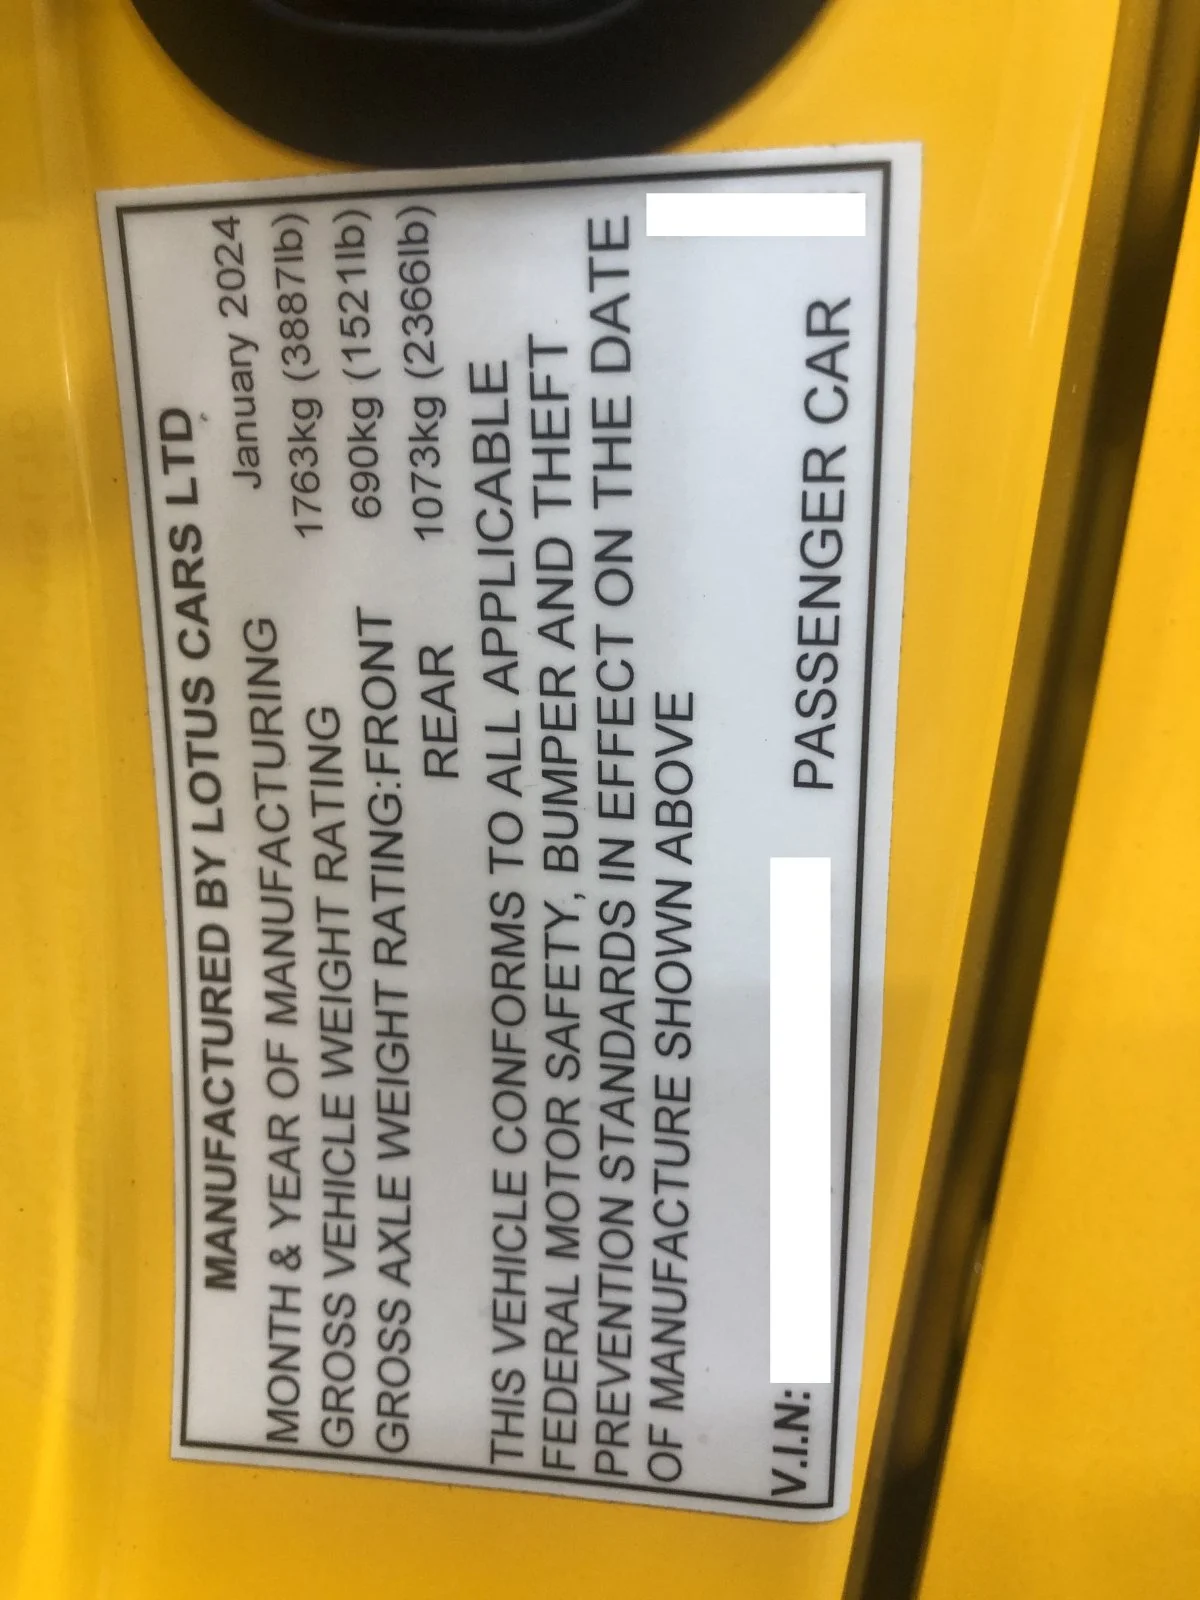 MANUFACTURED BY LOTUS CARS LTD
MONTH & YEAR OF MANUFACTURING January 2024
GROSS VEHICLE WEIGHT RATING 1763kg (3887lb)
GROSS AXLE WEIGHT RATING:FRONT 690kg (1521lb)
REAR 1073kg (2366lb)
THIS VEHICLE CONFORMS TO ALL APPLICABLE
FEDERAL MOTOR SAFETY, BUMPER AND THEFT
PREVENTION STANDARDS IN EFFECT ON THE DATE
OF MANUFACTURE SHOWN ABOVE
V.I.N: PASSENGER CAR